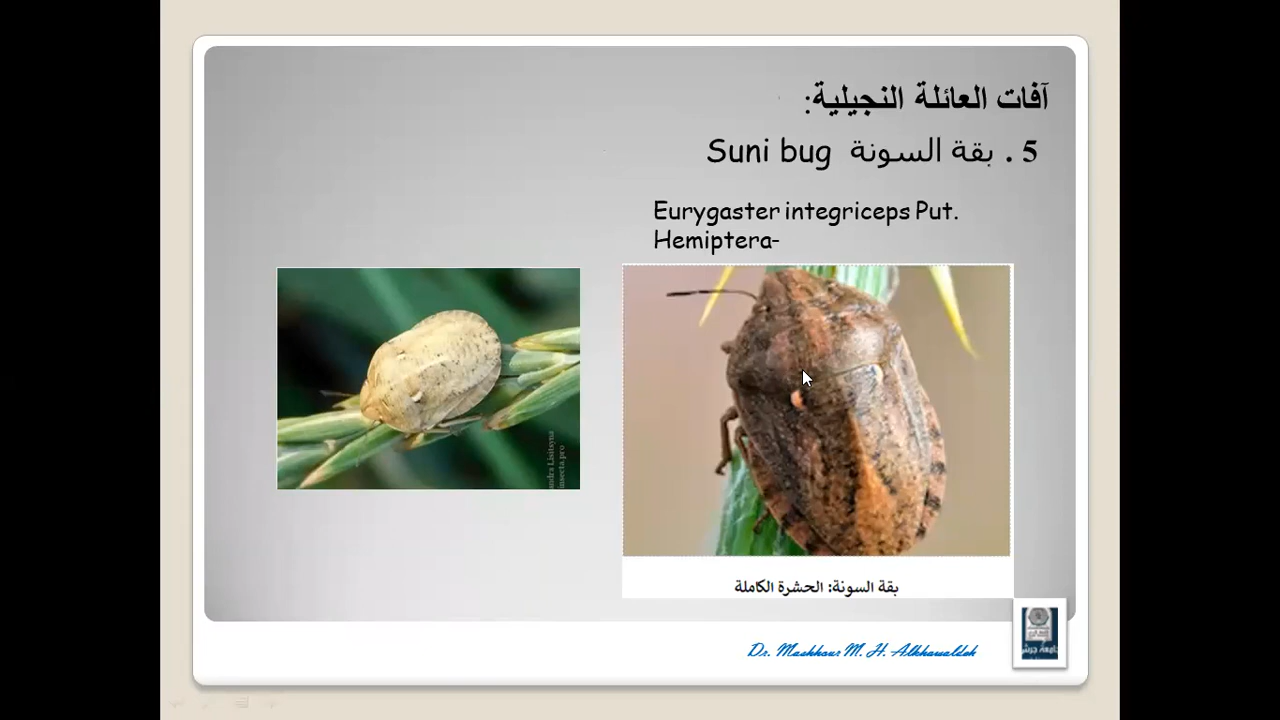 آفات العائلة النجيلية:
5 . بقة السونة Suni bug
Eurygaster integriceps Put.
Hemiptera-
بقة السونة: الحشرة الكاملة
Dr. Mashhour M. H. Alkhawaldeh